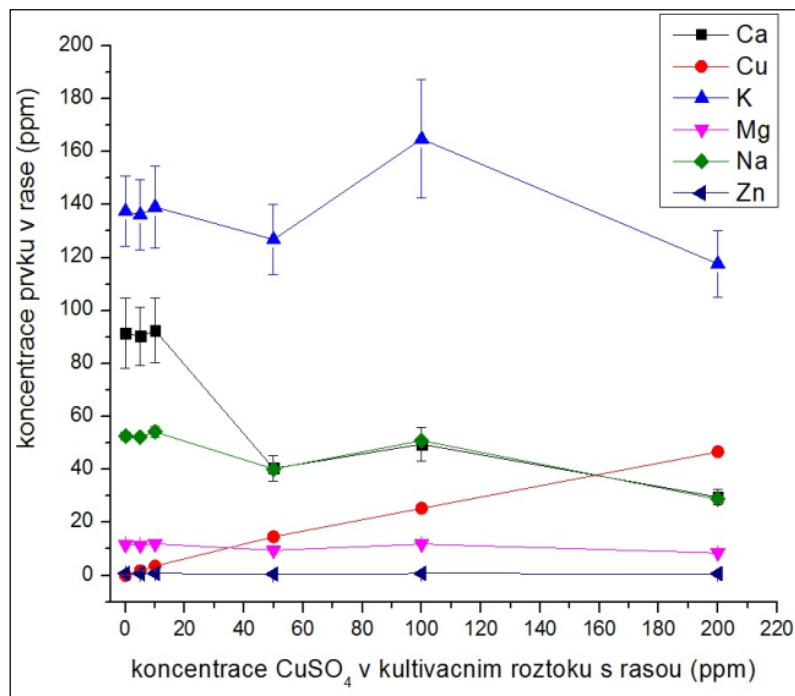 200
180
160
140
120
100
80
60
40
20
0
koncentrace prvku v rase (ppm)
Ca
Cu
K
Mg
Na
Zn
0 20 40 60 80 100 120 140 160 180 200 220
koncentrace CuSO₄ v kultivacnim roztoku s rasou (ppm)